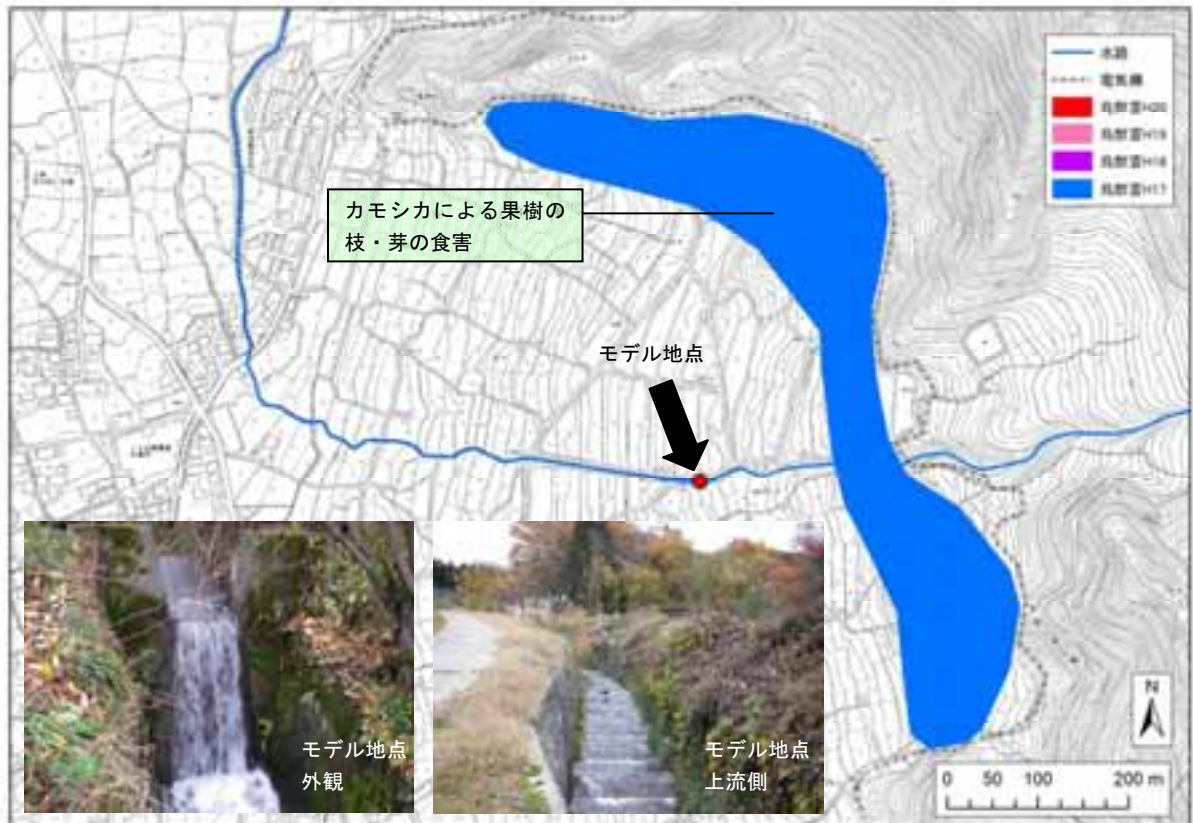 水路
電気柵
鳥獣害H20
鳥獣害H19
鳥獣害H18
鳥獣害H17
カモシカによる果樹の
枝・芽の食害
モデル地点
モデル地点
外観
モデル地点
上流側
N
0 50 100 200 m